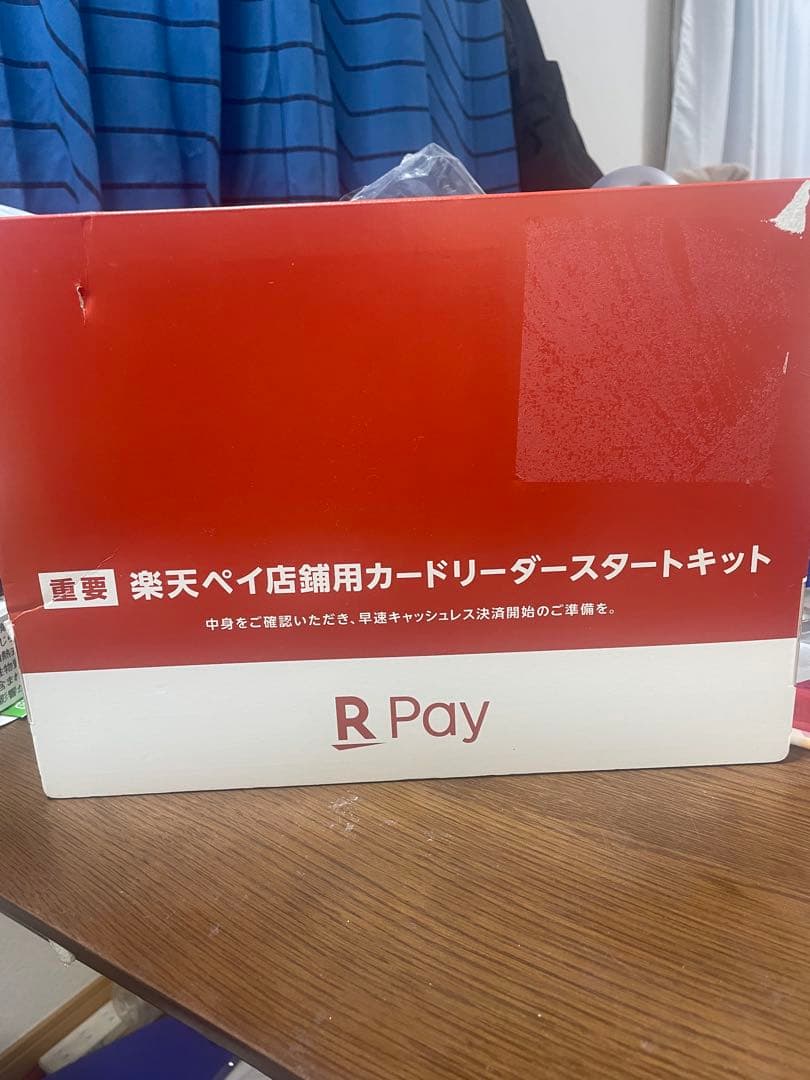 重要 楽天ペイ店舗用カードリーダースタートキット
中身をご確認いただき、早速キャッシュレス決済開始のご準備を。
R Pay